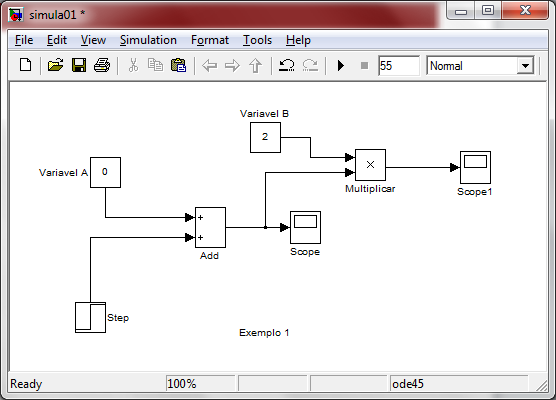 simula01 *
File Edit View Simulation Format Tools Help
55 Normal
Variavel B
2
×
Multiplicar
Scope1
Variavel A
0
+
+
Add
Scope
Step
Exemplo 1
Ready 100% ode45